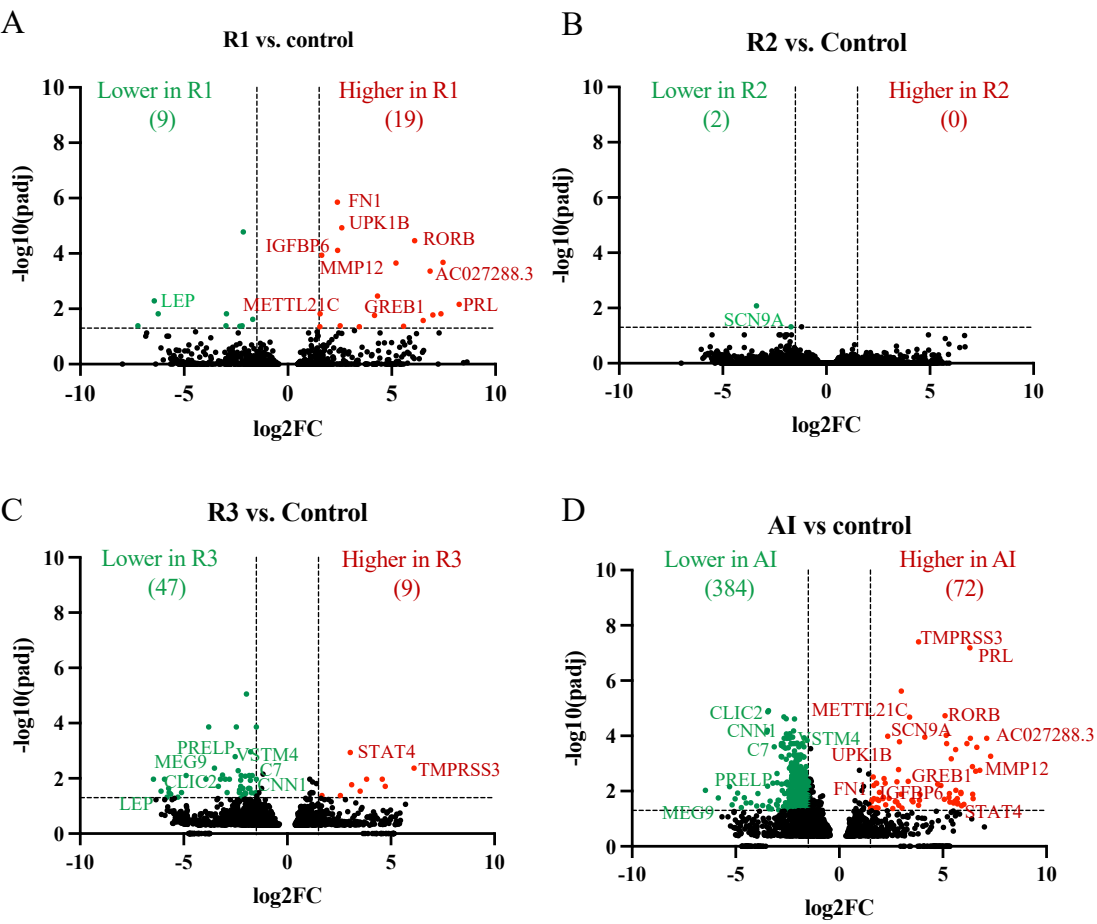 A
R1 vs. control
Lower in R1
(9)
Higher in R1
(19)
10
8
6
4
2
0
-log10(padj)
FN1
UPK1B
RORB
IGFBP6
MMP12
AC027288.3
LEP
METTL21C
GREB1
PRL
-10
-5
0
5
10
log2FC
B
R2 vs. Control
Lower in R2
(2)
Higher in R2
(0)
10
8
6
4
2
0
-log10(padj)
SCN9A
-10
-5
0
5
10
log2FC
C
R3 vs. Control
Lower in R3
(47)
Higher in R3
(9)
10
8
6
4
2
0
-log10(padj)
PRELP
VSTM4
STAT4
MEG9
C7
TMPRSS3
CLIC2
CNN1
LEP
-10
-5
0
5
10
log2FC
D
AI vs control
Lower in AI
(384)
Higher in AI
(72)
10
8
6
4
2
0
-log10(padj)
TMPRSS3
PRL
CLIC2
METTL21C
RORB
CNN1
SCN9A
VSTM4
AC027288.3
C7
UPK1B
MMP12
PRELP
FN1
GREB1
IGFBP6
MEG9
STAT4
-10
-5
0
5
10
log2FC